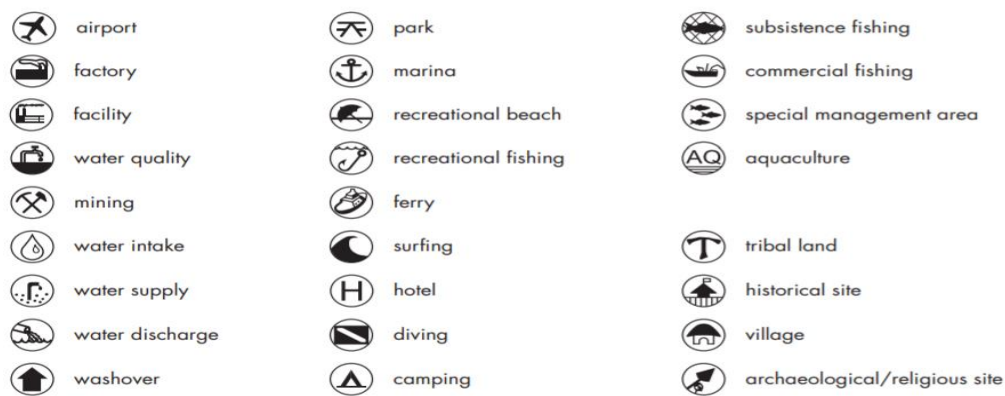 airport
factory
facility
water quality
mining
water intake
water supply
water discharge
washover
park
marina
recreational beach
recreational fishing
ferry
surfing
H hotel
diving
camping
subsistence fishing
commercial fishing
special management area
AQ aquaculture
T tribal land
historical site
village
archaeological/religious site